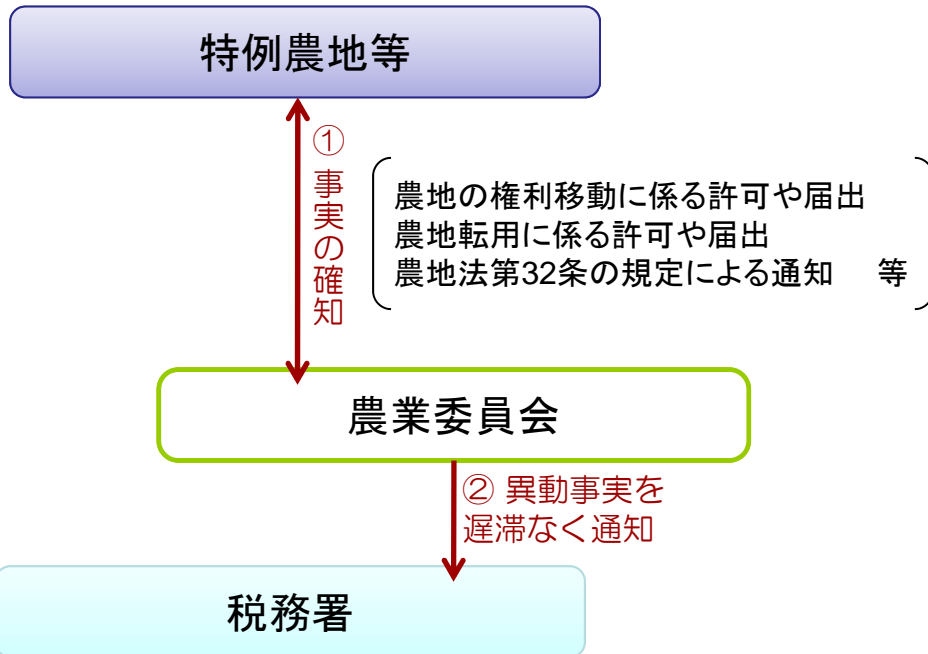 特例農地等
①
事実の確知
農地の権利移動に係る許可や届出
農地転用に係る許可や届出
農地法第32条の規定による通知　等
農業委員会
② 異動事実を
遅滞なく通知
税務署